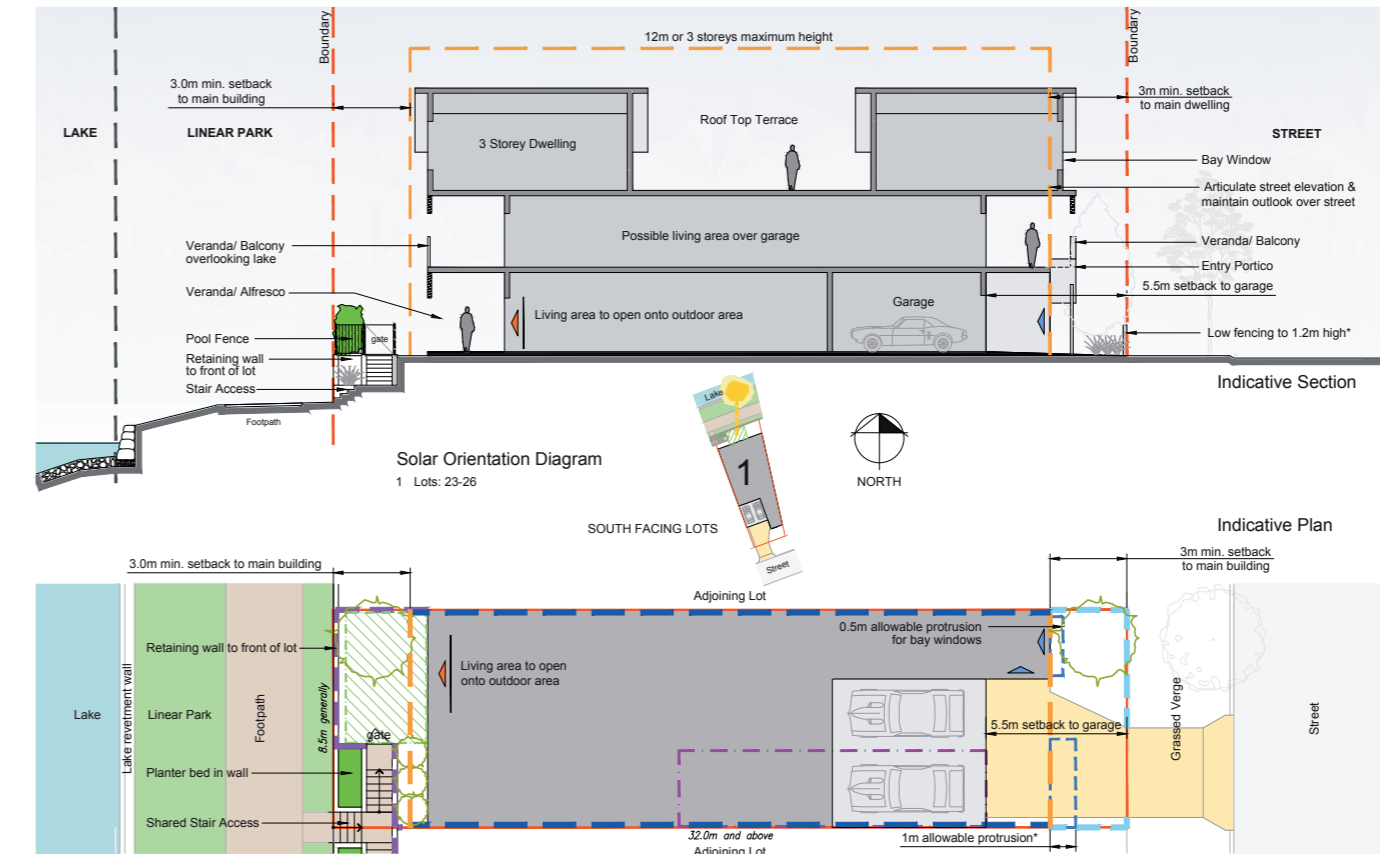 Boundary
12m or 3 storeys maximum height
Boundary
3.0m min. setback
to main building
3m min. setback
to main dwelling
LAKE
LINEAR PARK
Roof Top Terrace
STREET
3 Storey Dwelling
Bay Window
Articulate street elevation &
maintain outlook over street
Possible living area over garage
Veranda/ Balcony
overlooking lake
Veranda/ Balcony
Entry Portico
Veranda/ Alfresco
5.5m setback to garage
Garage
Living area to open onto outdoor area
Pool Fence
gate
Low fencing to 1.2m high*
Retaining wall
to front of lot
Stair Access
Indicative Section
Footpath
Lake
Solar Orientation Diagram
1 Lots: 23-26
1
NORTH
SOUTH FACING LOTS
Street
Indicative Plan
3.0m min. setback to main building
3m min. setback
to main building
Adjoining Lot
0.5m allowable protrusion
for bay windows
Retaining wall to front of lot
Living area to open
onto outdoor area
Lake
Lake revetment wall
Linear Park
Footpath
8.5m generally
gate
5.5m setback to garage
Grassed Verge
Street
Planter bed in wall
Shared Stair Access
32.0m and above
1m allowable protrusion*
Adjoining Lot